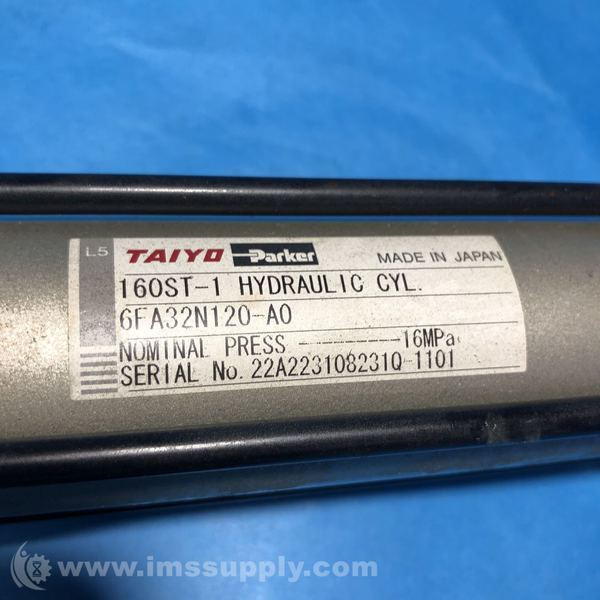 L5 TAIYO Parker MADE IN JAPAN
160ST-1 HYDRAULIC CYL.
6FA32N120-A0
NOMINAL PRESS ---------16MPa
SERIAL No. 22A223108231Q-1101
www.imssupply.com